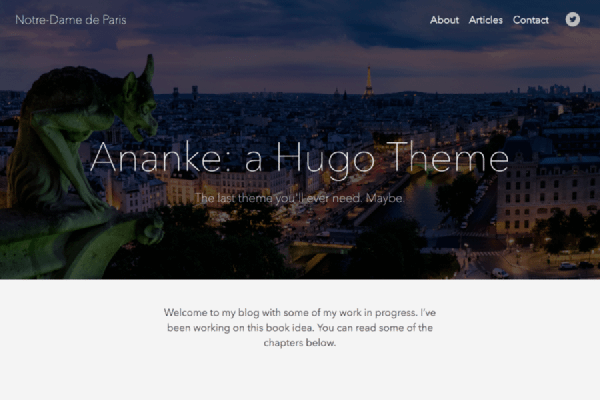 Notre-Dame de Paris
About Articles Contact
Ananke: a Hugo Theme
The last theme you'll ever need. Maybe.
Welcome to my blog with some of my work in progress. I've
been working on this book idea. You can read some of the
chapters below.